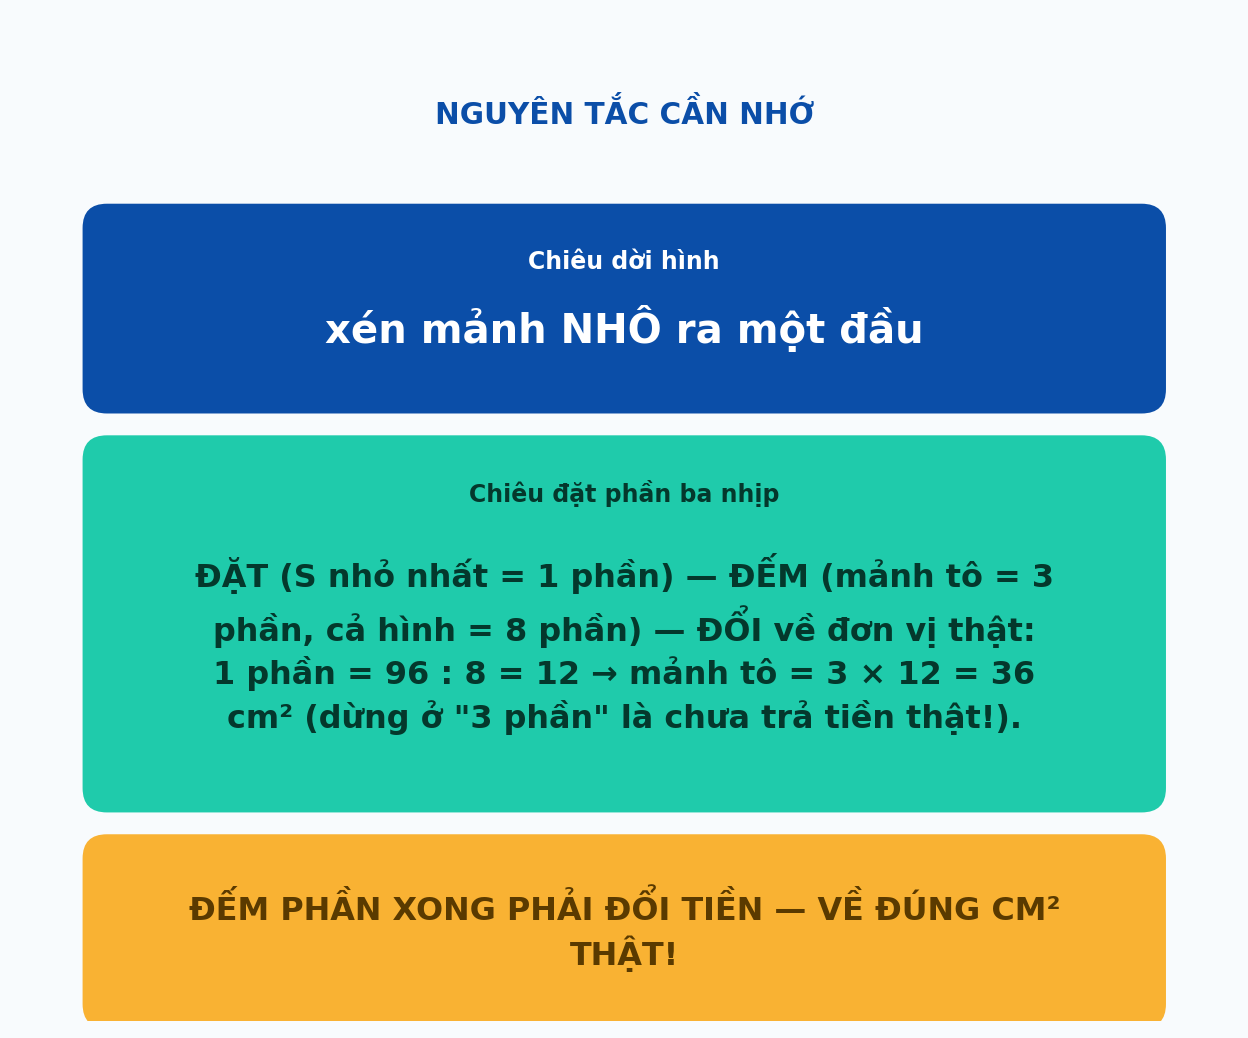 NGUYÊN TẮC CẦN NHỚ
Chiêu dời hình
xén mảnh NHÔ ra một đầu
Chiêu đặt phần ba nhịp
ĐẶT (S nhỏ nhất = 1 phần) — ĐẾM (mảnh tô = 3
phần, cả hình = 8 phần) — ĐỔI về đơn vị thật:
1 phần = 96 : 8 = 12 → mảnh tô = 3 × 12 = 36
cm² (dừng ở "3 phần" là chưa trả tiền thật!).
ĐẾM PHẦN XONG PHẢI ĐỔI TIỀN — VỀ ĐÚNG CM²
THẬT!